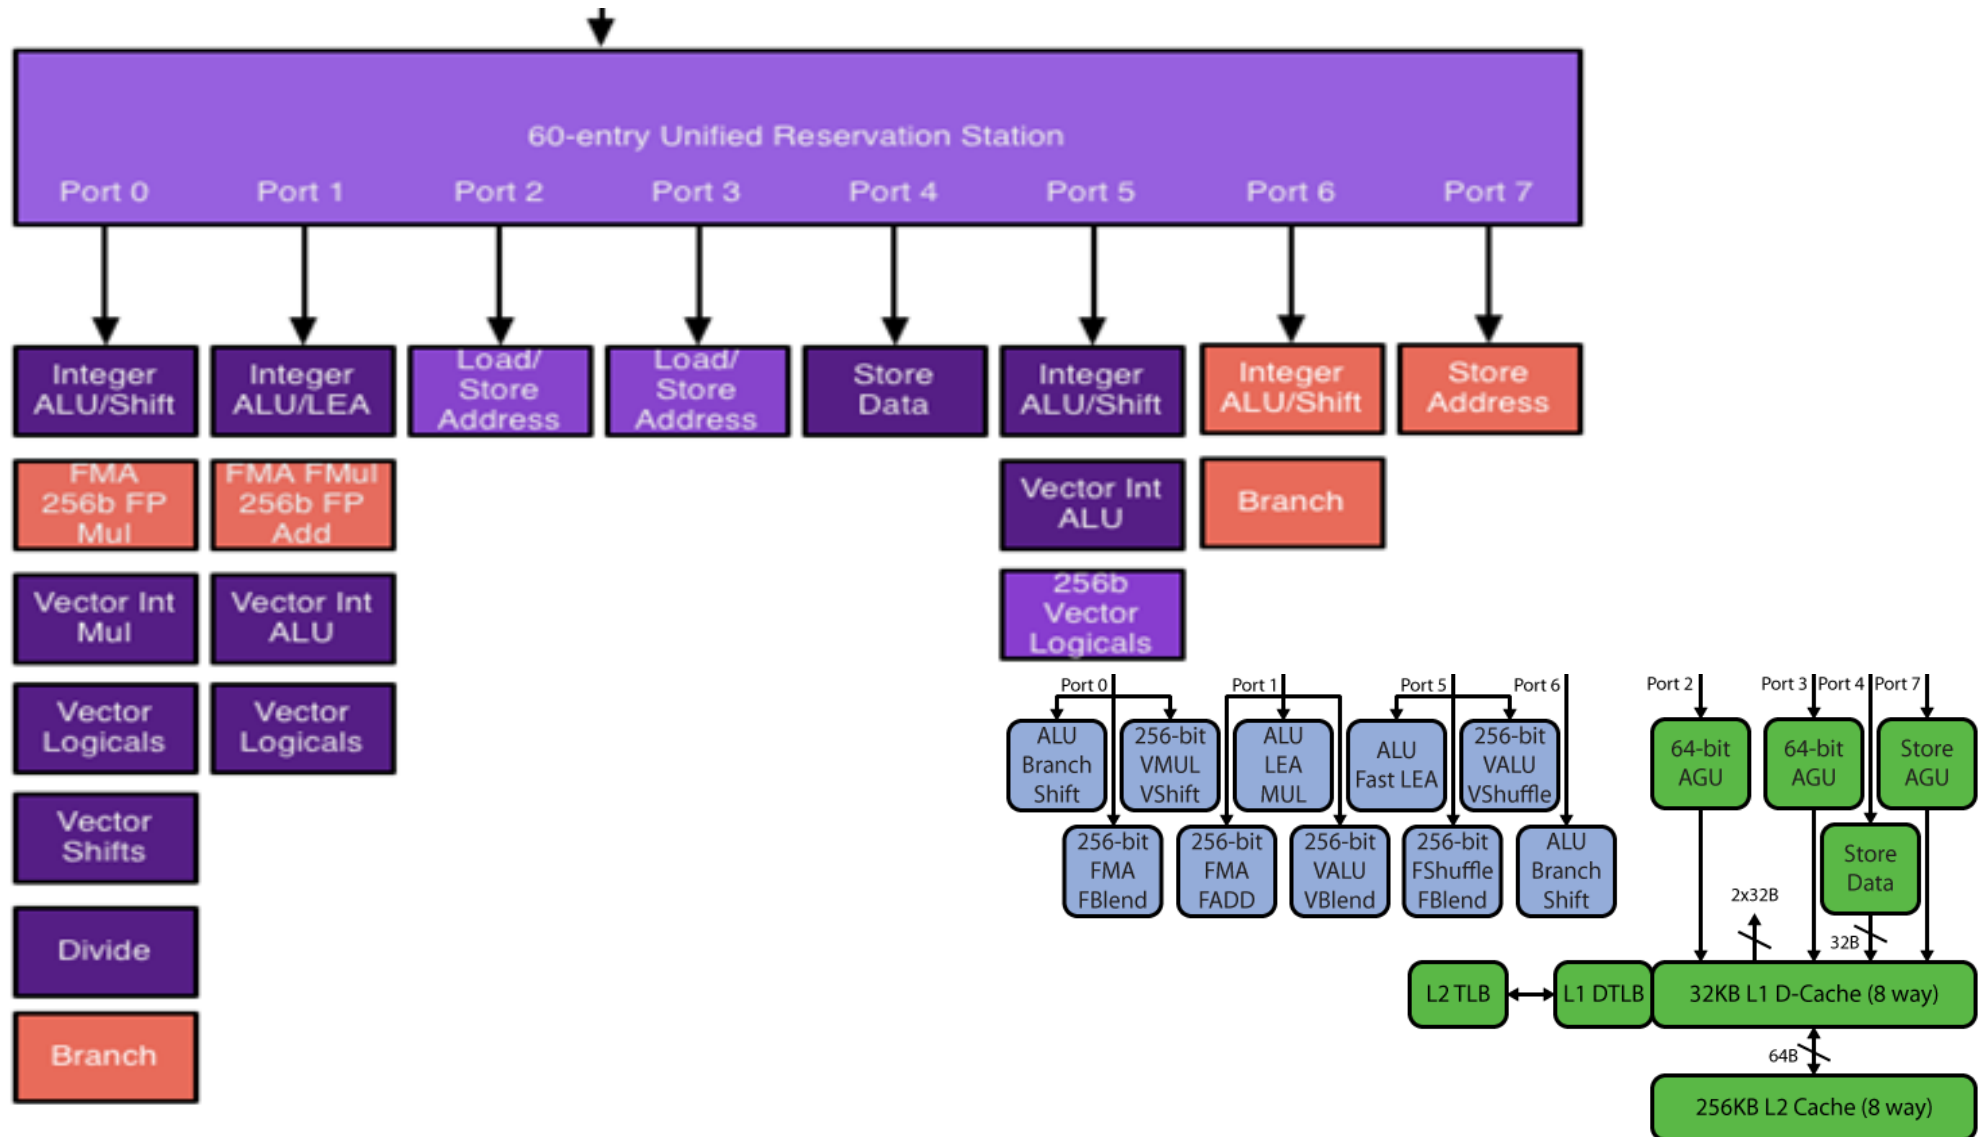 60-entry Unified Reservation Station
Port 0
Port 1
Port 2
Port 3
Port 4
Port 5
Port 6
Port 7
Integer
ALU/Shift
Integer
ALU/LEA
Load/
Store
Address
Load/
Store
Address
Store
Data
Integer
ALU/Shift
Integer
ALU/Shift
Store
Address
FMA
256b FP
Mul
FMA FMul
256b FP
Add
Vector Int
ALU
Branch
Vector Int
Mul
Vector Int
ALU
256b
Vector
Logicals
Vector
Logicals
Vector
Logicals
Vector
Shifts
Divide
Branch
Port 0
Port 1
Port 5
Port 6
Port 2
Port 3
Port 4
Port 7
ALU
Branch
Shift
256-bit
VMUL
VShift
ALU
LEA
MUL
ALU
Fast LEA
256-bit
VALU
VShuffle
64-bit
AGU
64-bit
AGU
Store
AGU
256-bit
FMA
FBlend
256-bit
FMA
FADD
256-bit
VALU
VBlend
256-bit
FShuffle
FBlend
ALU
Branch
Shift
Store
Data
2x32B
32B
L2 TLB
L1 DTLB
32KB L1 D-Cache (8 way)
64B
256KB L2 Cache (8 way)